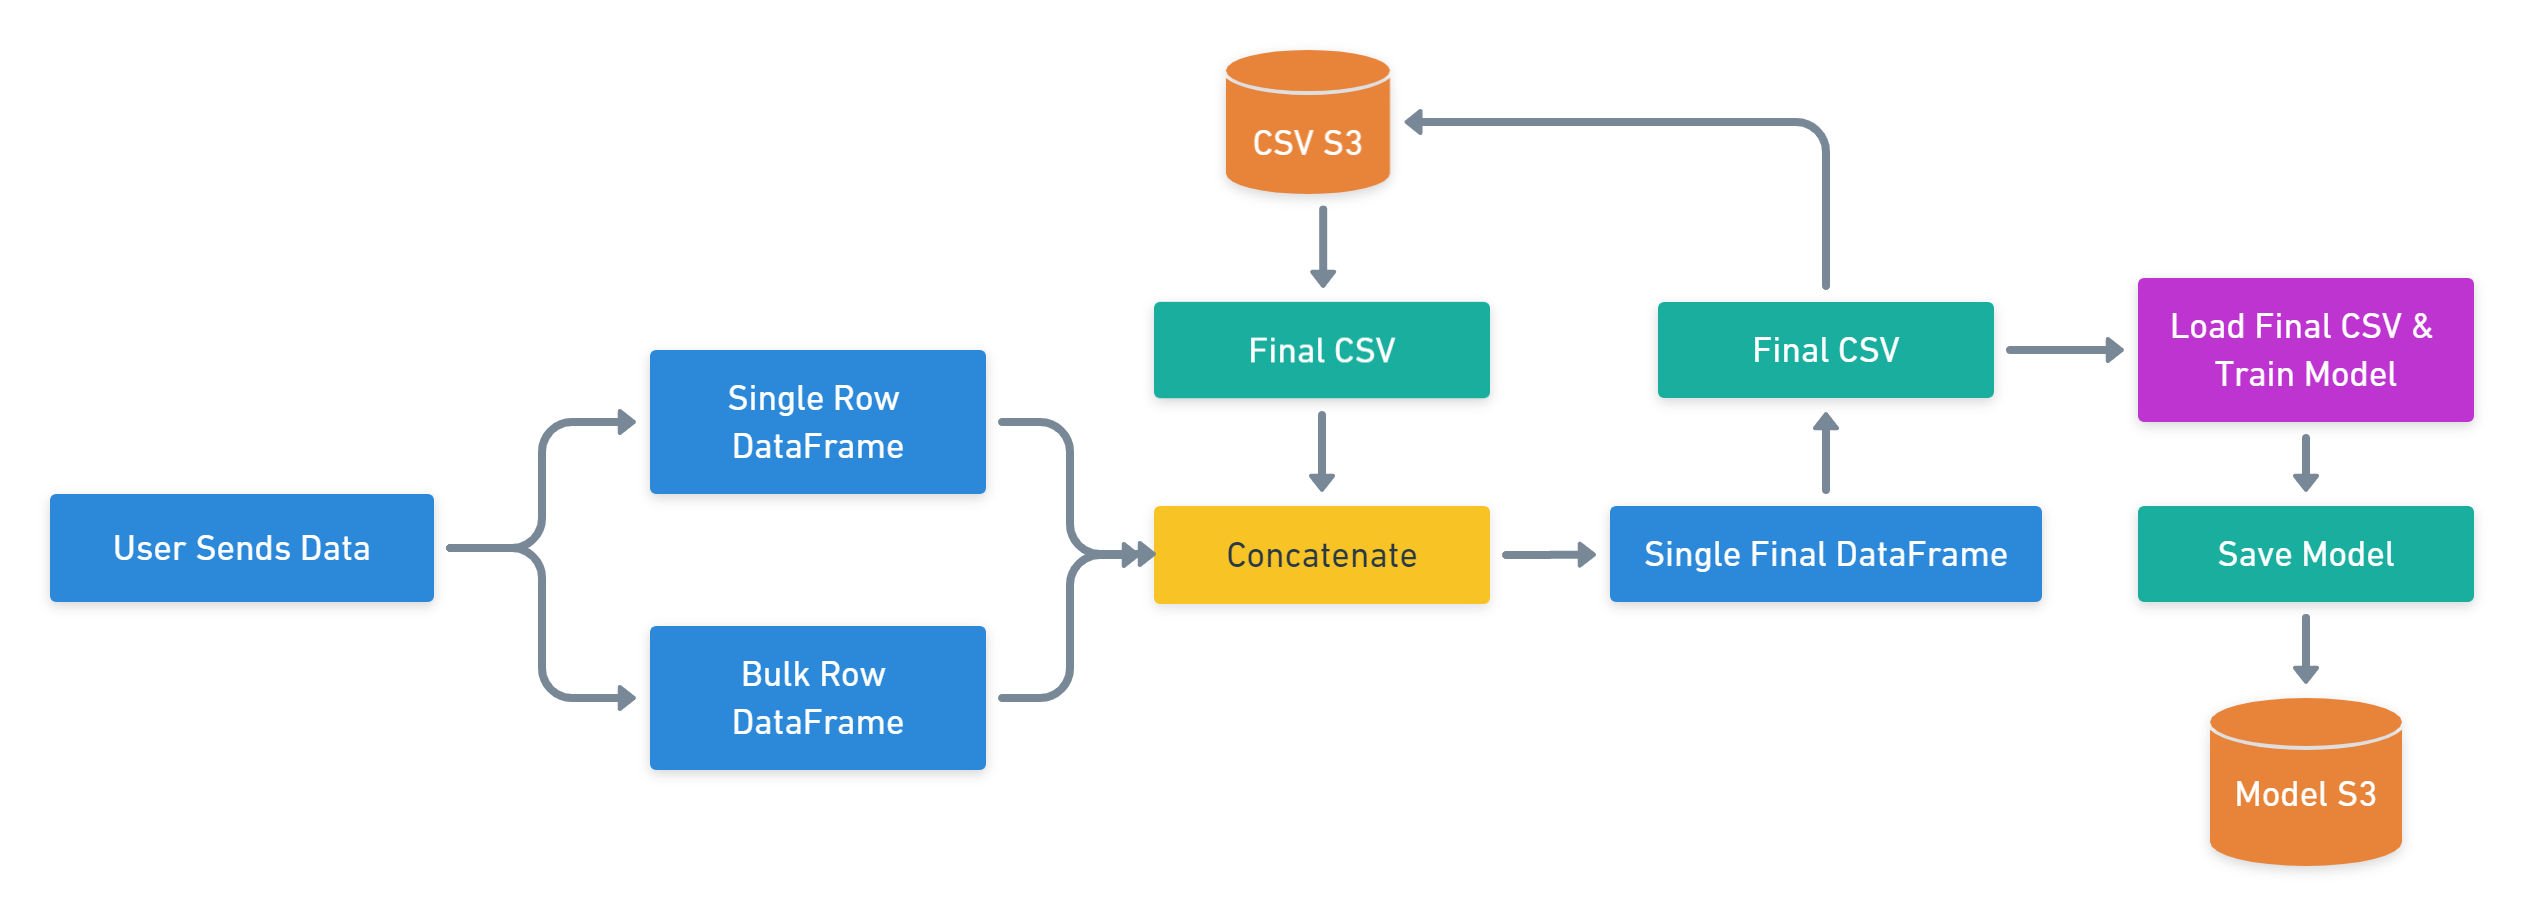 User Sends Data
Single Row
DataFrame
Bulk Row
DataFrame
CSV S3
Final CSV
Concatenate
Single Final DataFrame
Final CSV
Load Final CSV &
Train Model
Save Model
Model S3